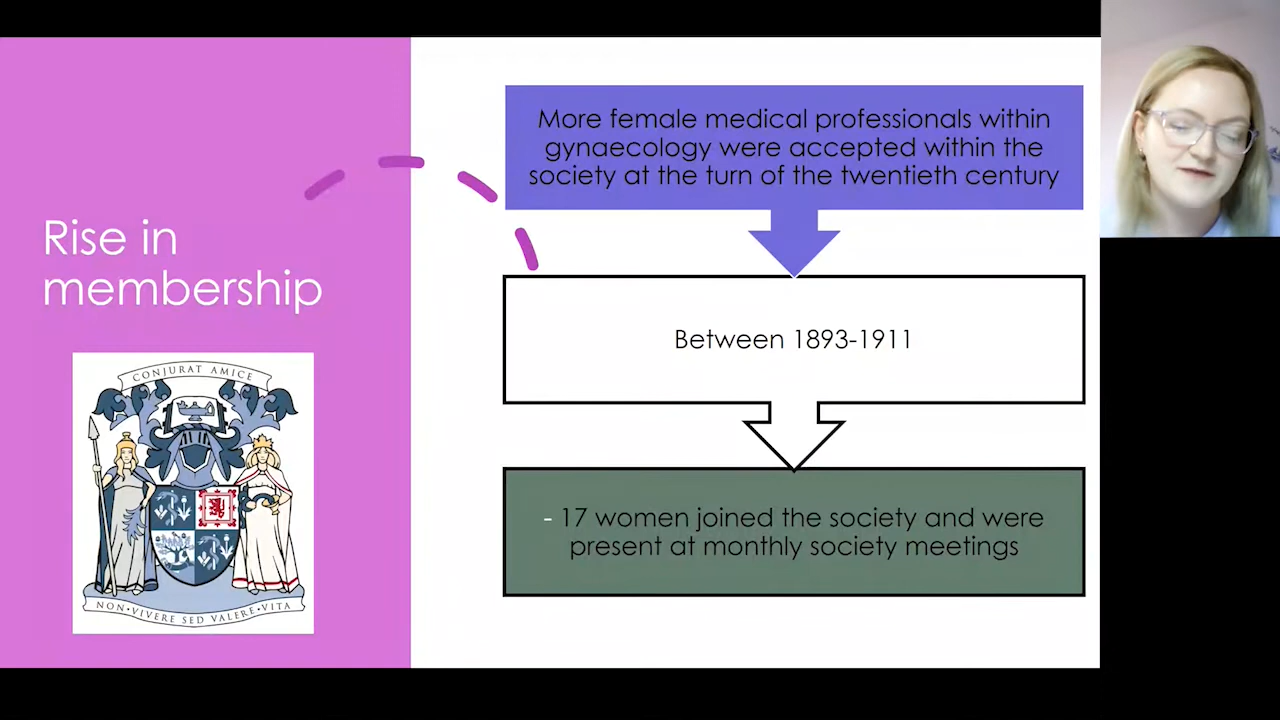 Rise in
membership
CONJURAT AMICE
NON·VIVERE SED VALERE·VITA
More female medical professionals within
gynaecology were accepted within the
society at the turn of the twentieth century
Between 1893-1911
- 17 women joined the society and were
present at monthly society meetings